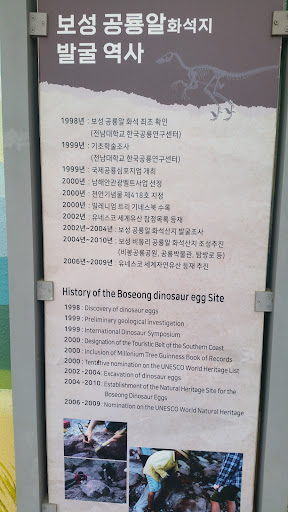 보성 공룡알화석지
발굴 역사
1998년 : 보성 공룡알 화석 최초 확인
(전남대학교 한국공룡연구센터)
1999년 : 기초학술조사
(전남대학교 한국공룡연구센터)
1999년 : 국제공룡심포지엄 개최
2000년 : 남해안관광벨트사업 선정
2000년 : 천연기념물 제418호 지정
2000년 : 밀레니엄 트리 기네스북 수록
2002년 : 유네스코 세계유산 잠정목록 등재
2002년~2004년 : 보성 공룡알 화석산지 발굴조사
2004년~2010년 : 보성 비봉리 공룡알 화석산지 조성추진
(비봉공룡공원, 공룡박물관, 탐방로 등)
2006년~2009년 : 유네스코 세계자연유산 등재 추진
History of the Boseong dinosaur egg Site
1998 : Discovery of dinosaur eggs
1999 : Preliminary geological investigation
1999 : International Dinosaur Symposium
2000 : Designation of the Touristic Belt of the Southern Coast
2000 : Inclusion of Millenium Tree Guinness Book of Records
2000 : Tentative nomination on the UNESCO World Heritage List
2002-2004 : Excavation of dinosaur eggs
2004-2010 : Establishment of the Natural Heritage Site for the
Boseong Dinosaur Eggs
2006-2009 : Nomination on the UNESCO World Natural Heritage